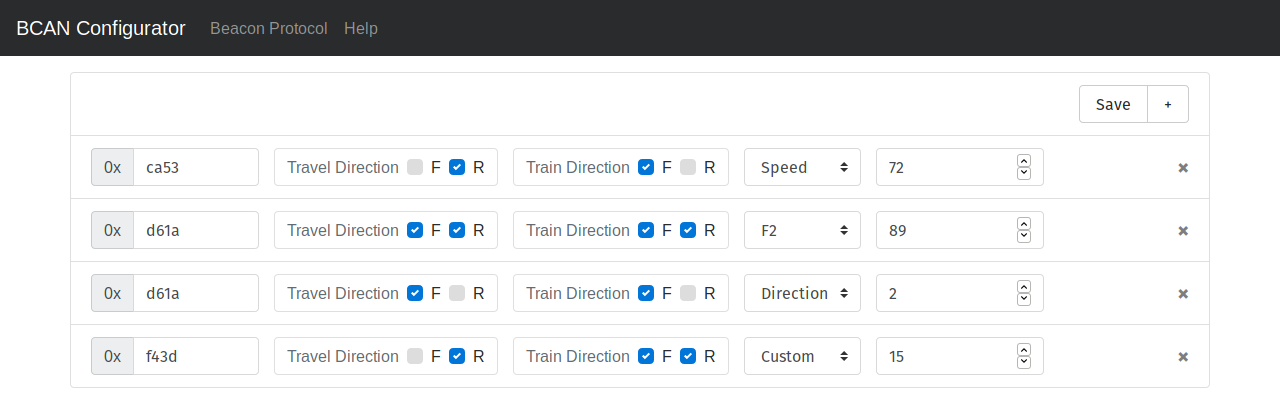 BCAN Configurator Beacon Protocol Help
Save +
0x ca53 Travel Direction F R Train Direction F R Speed 72
0x d61a Travel Direction F R Train Direction F R F2 89
0x d61a Travel Direction F R Train Direction F R Direction 2
0x f43d Travel Direction F R Train Direction F R Custom 15